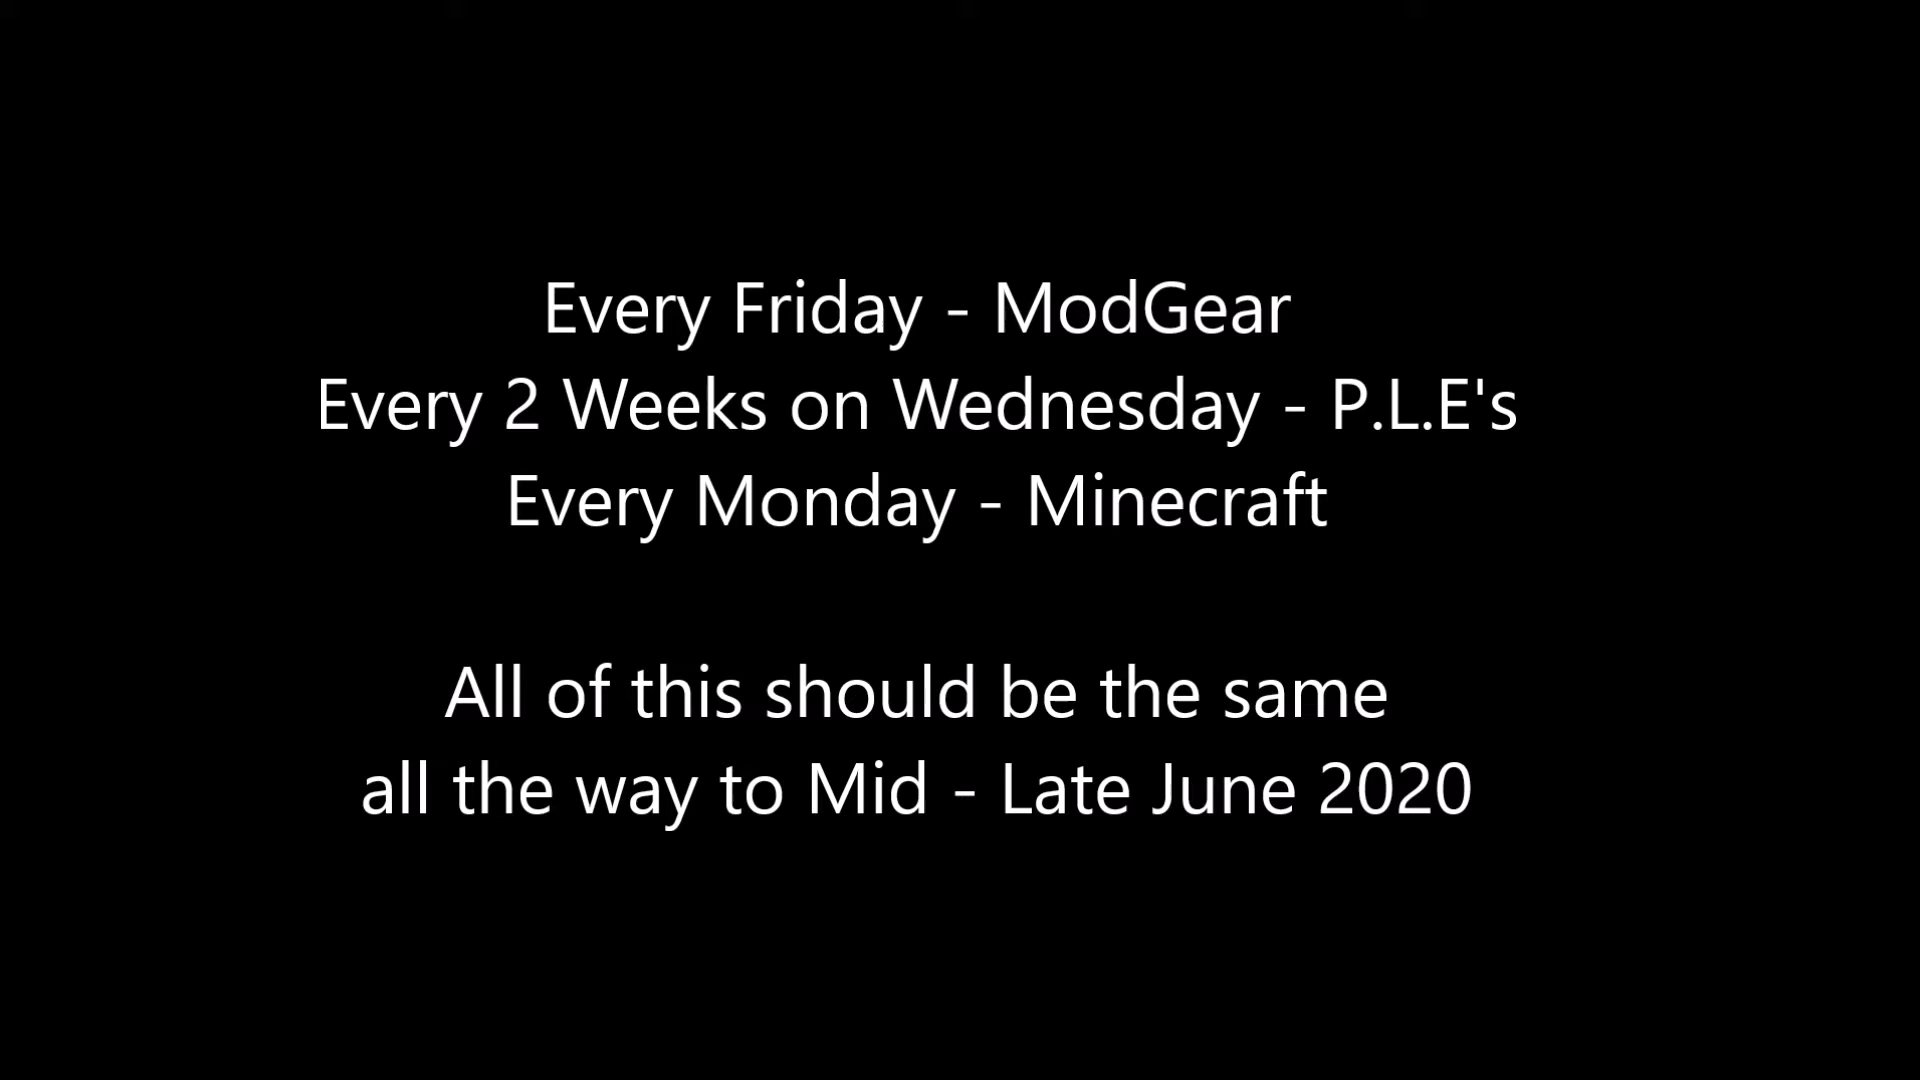 Every Friday - ModGear
Every 2 Weeks on Wednesday - P.L.E's
Every Monday - Minecraft
All of this should be the same
all the way to Mid - Late June 2020